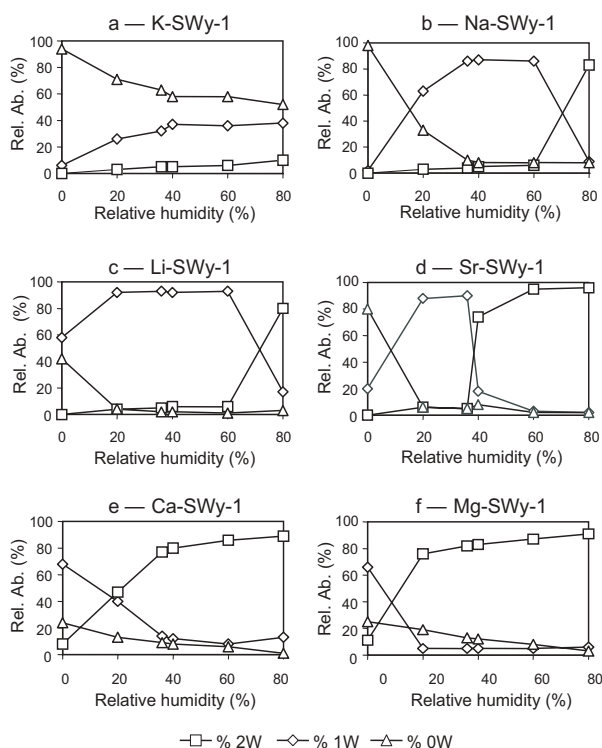 a — K-SWy-1
b — Na-SWy-1
Rel. Ab. (%)
100
80
60
40
20
0
0 20 40 60 80
Relative humidity (%)
Rel. Ab. (%)
100
80
60
40
20
0
0 20 40 60 80
Relative humidity (%)
c — Li-SWy-1
d — Sr-SWy-1
Rel. Ab. (%)
100
80
60
40
20
0
0 20 40 60 80
Relative humidity (%)
Rel. Ab. (%)
100
80
60
40
20
0
0 20 40 60 80
Relative humidity (%)
e — Ca-SWy-1
f — Mg-SWy-1
Rel. Ab. (%)
100
80
60
40
20
0
0 20 40 60 80
Relative humidity (%)
Rel. Ab. (%)
100
80
60
40
20
0
0 20 40 60 80
Relative humidity (%)
% 2W % 1W % 0W